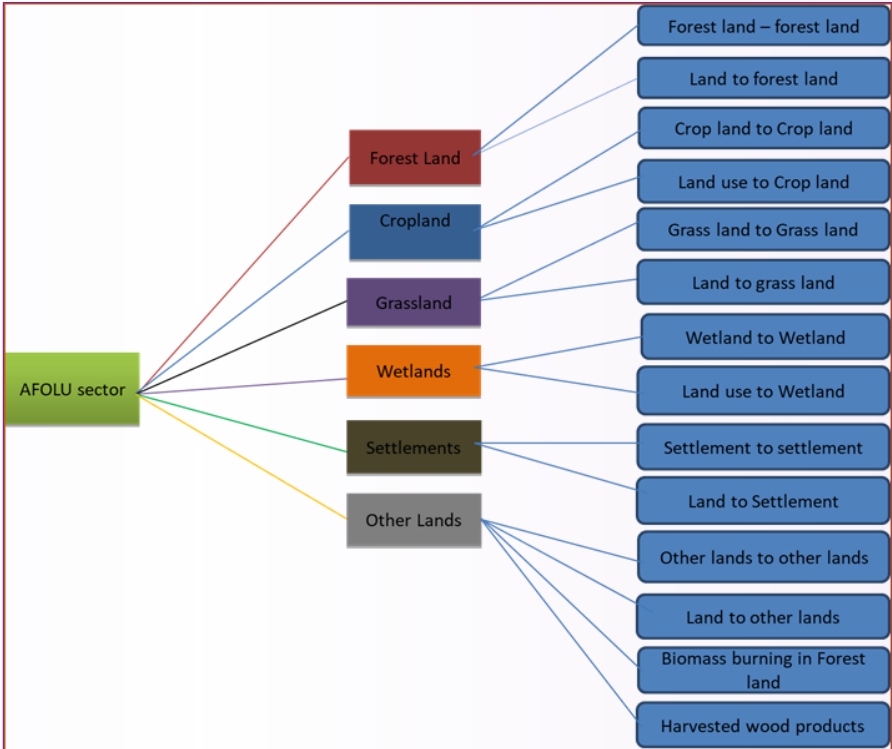 AFOLU sector
Forest Land
Cropland
Grassland
Wetlands
Settlements
Other Lands
Forest land – forest land
Land to forest land
Crop land to Crop land
Land use to Crop land
Grass land to Grass land
Land to grass land
Wetland to Wetland
Land use to Wetland
Settlement to settlement
Land to Settlement
Other lands to other lands
Land to other lands
Biomass burning in Forest
land
Harvested wood products